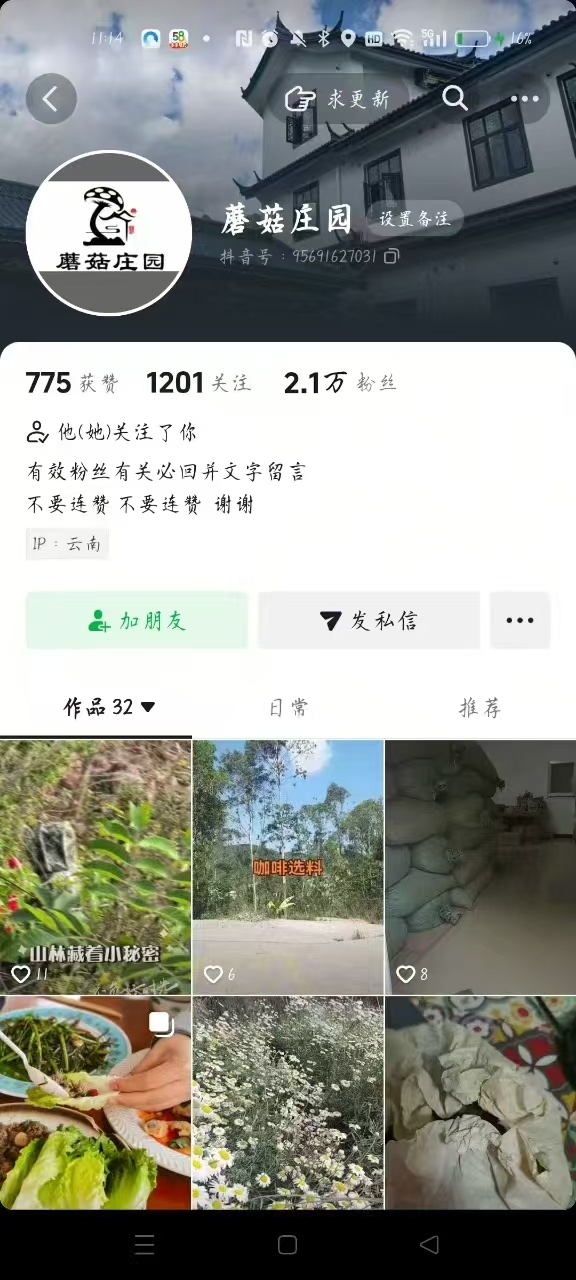 11:14
58
HD
5G
16%
求更新
蘑菇庄园
设置备注
蘑菇庄园
抖音号：95691627031
775 获赞 1201 关注 2.1万 粉丝
他(她)关注了你
有效粉丝有关必回并文字留言
不要连赞 不要连赞 谢谢
IP：云南
加朋友
发私信
作品 32
日常
推荐
咖啡选料
山林藏着小秘密
11
6
8